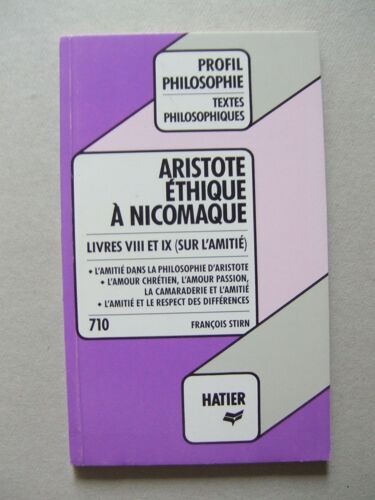 PROFIL
PHILOSOPHIE
TEXTES
PHILOSOPHIQUES
ARISTOTE
ÉTHIQUE
À NICOMAQUE
LIVRES VIII ET IX (SUR L'AMITIÉ)
• L'AMITIÉ DANS LA PHILOSOPHIE D'ARISTOTE
• L'AMOUR CHRÉTIEN, L'AMOUR PASSION,
LA CAMARADERIE ET L'AMITIÉ
• L'AMITIÉ ET LE RESPECT DES DIFFÉRENCES
710 FRANÇOIS STIRN
HATIER